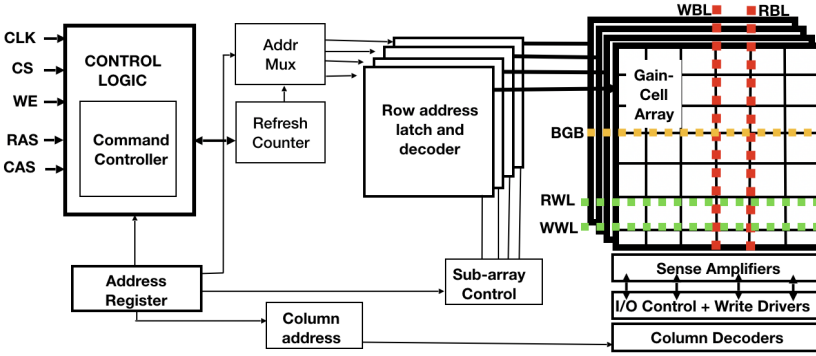 WBL
RBL
CLK
CS
WE
RAS
CAS
CONTROL
LOGIC
Command
Controller
Addr
Mux
Refresh
Counter
Row address
latch and
decoder
Gain-
Cell
Array
BGB
RWL
WWL
Address
Register
Sub-array
Control
Column
address
Sense Amplifiers
I/O Control + Write Drivers
Column Decoders